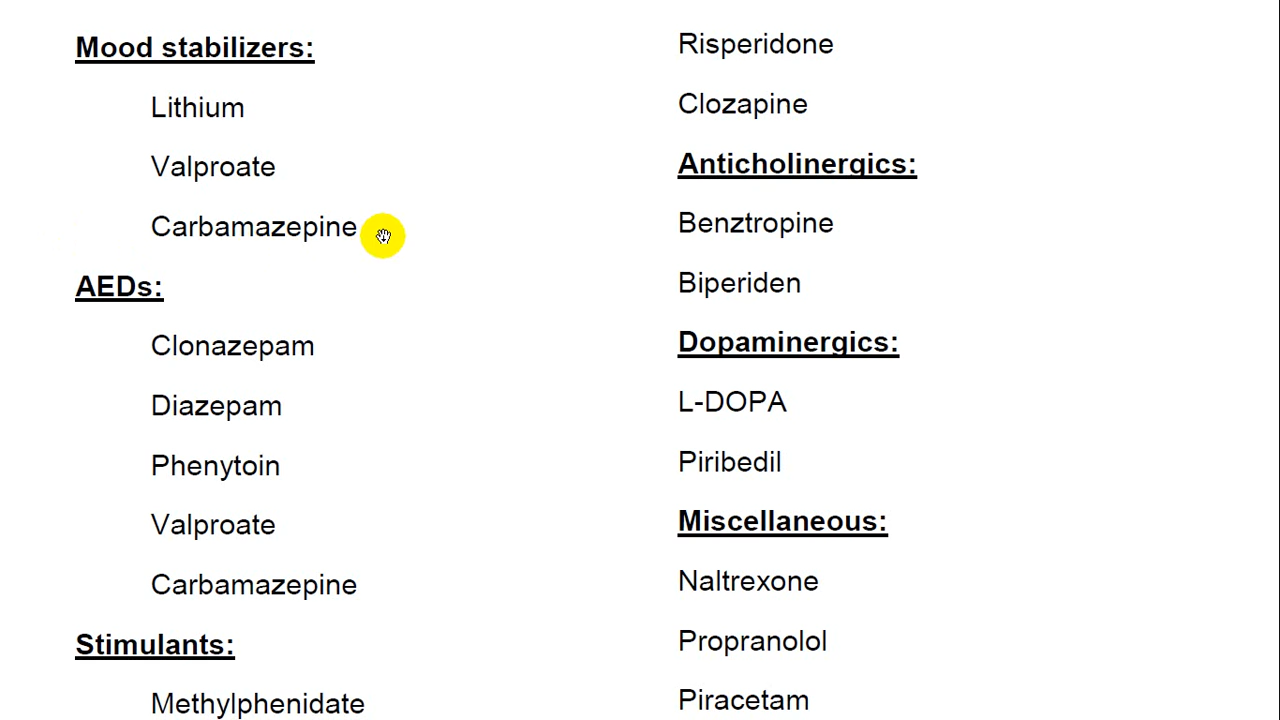 Mood stabilizers:
Lithium
Valproate
Carbamazepine
AEDs:
Clonazepam
Diazepam
Phenytoin
Valproate
Carbamazepine
Stimulants:
Methylphenidate
Risperidone
Clozapine
Anticholinergics:
Benztropine
Biperiden
Dopaminergics:
L-DOPA
Piribedil
Miscellaneous:
Naltrexone
Propranolol
Piracetam